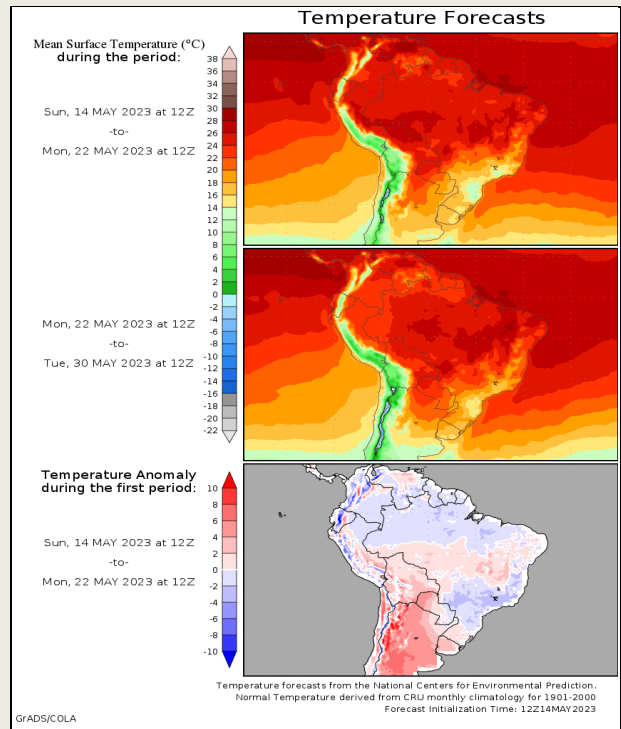 Temperature Forecasts
Mean Surface Temperature (°C)
during the period:
38
36
34
32
30
28
26
24
22
20
18
16
14
12
10
8
6
4
2
0
-2
-4
-6
-8
-10
-12
-14
-16
-18
-20
-22
Sun, 14 MAY 2023 at 12Z
-to-
Mon, 22 MAY 2023 at 12Z
Mon, 22 MAY 2023 at 12Z
-to-
Tue, 30 MAY 2023 at 12Z
Temperature Anomaly
during the first period:
10
8
6
4
2
0
-2
-4
-6
-8
-10
Sun, 14 MAY 2023 at 12Z
-to-
Mon, 22 MAY 2023 at 12Z
Temperature forecasts from the National Centers for Environmental Prediction.
Normal Temperature derived from CRU monthly climatology for 1901-2000
Forecast Initialization Time: 12Z14MAY2023
GrADS/COLA